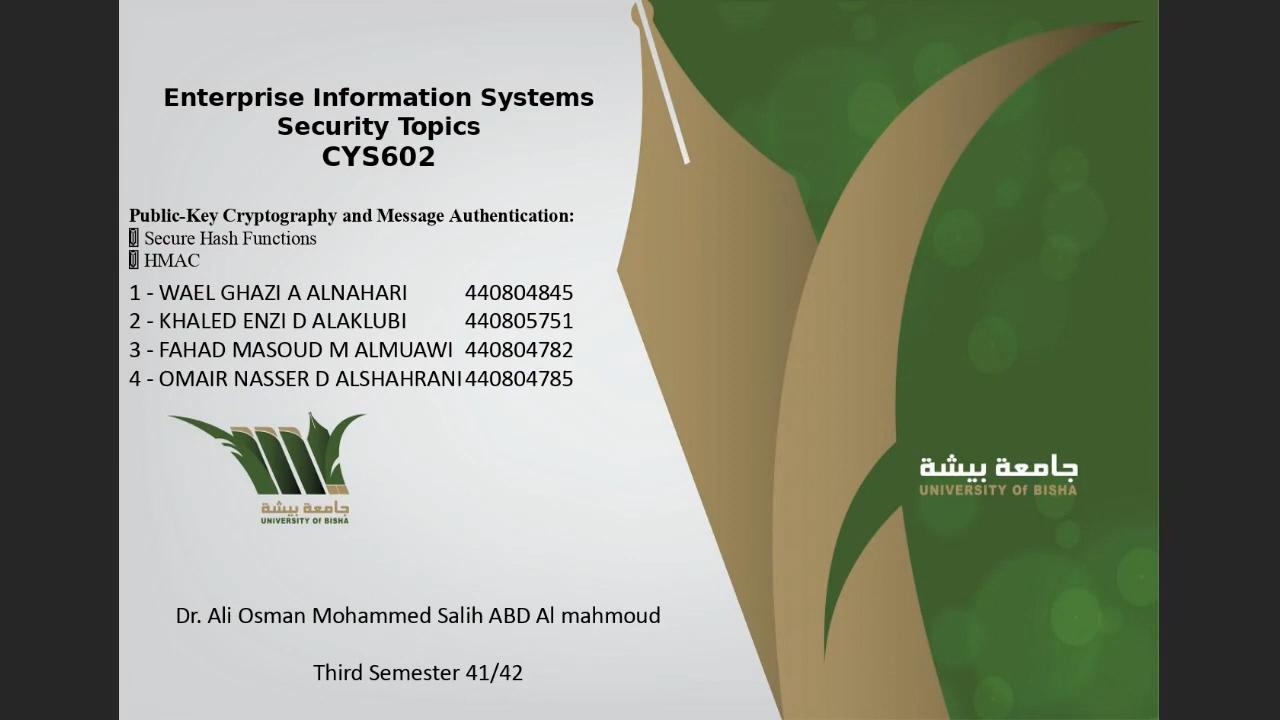 Enterprise Information Systems
Security Topics
CYS602
Public-Key Cryptography and Message Authentication:
Secure Hash Functions
HMAC
1 - WAEL GHAZI A ALNAHARI 440804845
2 - KHALED ENZI D ALAKLUBI 440805751
3 - FAHAD MASOUD M ALMUAWI 440804782
4 - OMAIR NASSER D ALSHAHRANI 440804785
جامعة بيشة
UNIVERSITY OF BISHA
جامعة بيشة
UNIVERSITY OF BISHA
Dr. Ali Osman Mohammed Salih ABD Al mahmoud
Third Semester 41/42